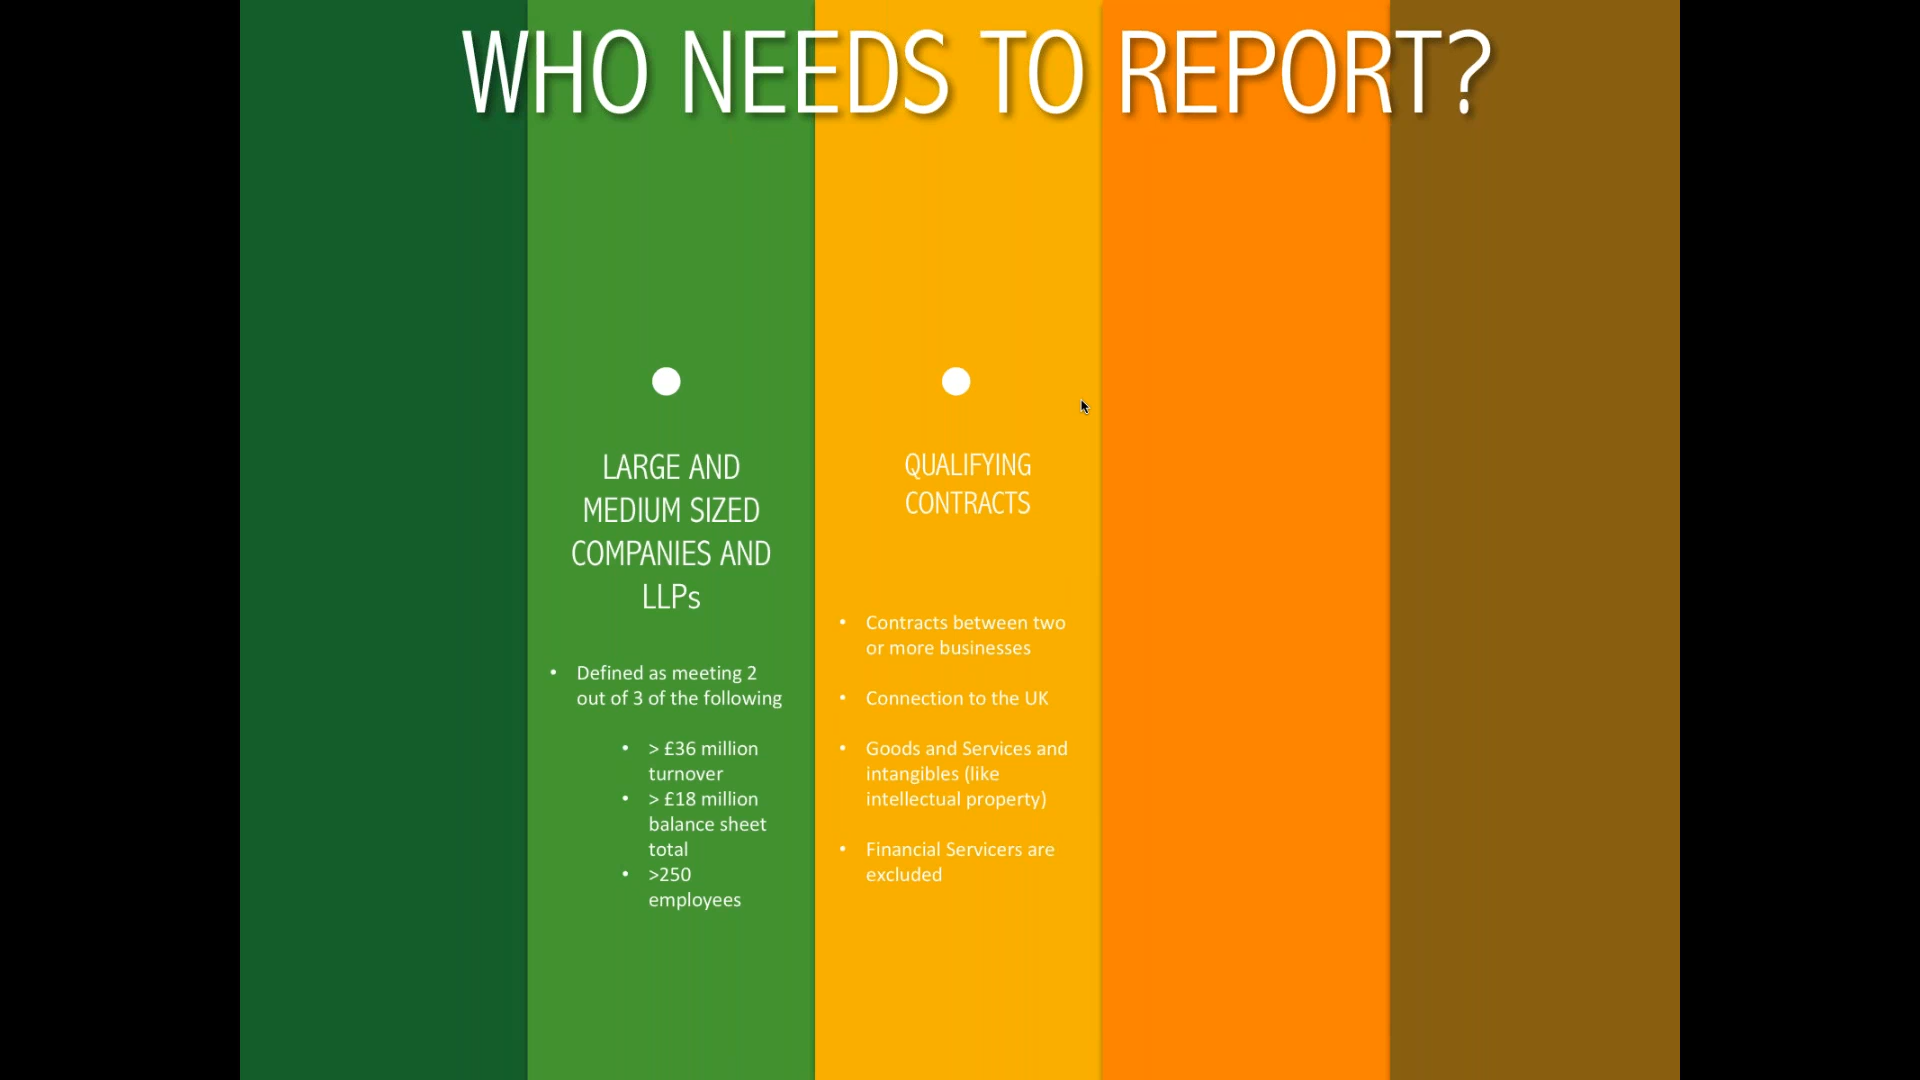 WHO NEEDS TO REPORT?
LARGE AND
MEDIUM SIZED
COMPANIES AND
LLPs
• Defined as meeting 2
out of 3 of the following
• > £36 million
turnover
• > £18 million
balance sheet
total
• >250
employees
QUALIFYING
CONTRACTS
• Contracts between two
or more businesses
• Connection to the UK
• Goods and Services and
intangibles (like
intellectual property)
• Financial Servicers are
excluded